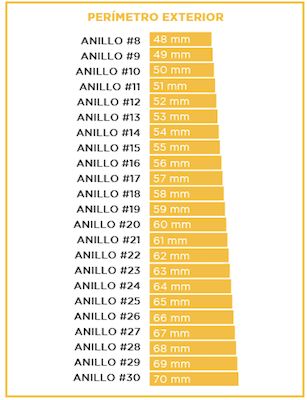 PERÍMETRO EXTERIOR
ANILLO #8 48 mm
ANILLO #9 49 mm
ANILLO #10 50 mm
ANILLO #11 51 mm
ANILLO #12 52 mm
ANILLO #13 53 mm
ANILLO #14 54 mm
ANILLO #15 55 mm
ANILLO #16 56 mm
ANILLO #17 57 mm
ANILLO #18 58 mm
ANILLO #19 59 mm
ANILLO #20 60 mm
ANILLO #21 61 mm
ANILLO #22 62 mm
ANILLO #23 63 mm
ANILLO #24 64 mm
ANILLO #25 65 mm
ANILLO #26 66 mm
ANILLO #27 67 mm
ANILLO #28 68 mm
ANILLO #29 69 mm
ANILLO #30 70 mm